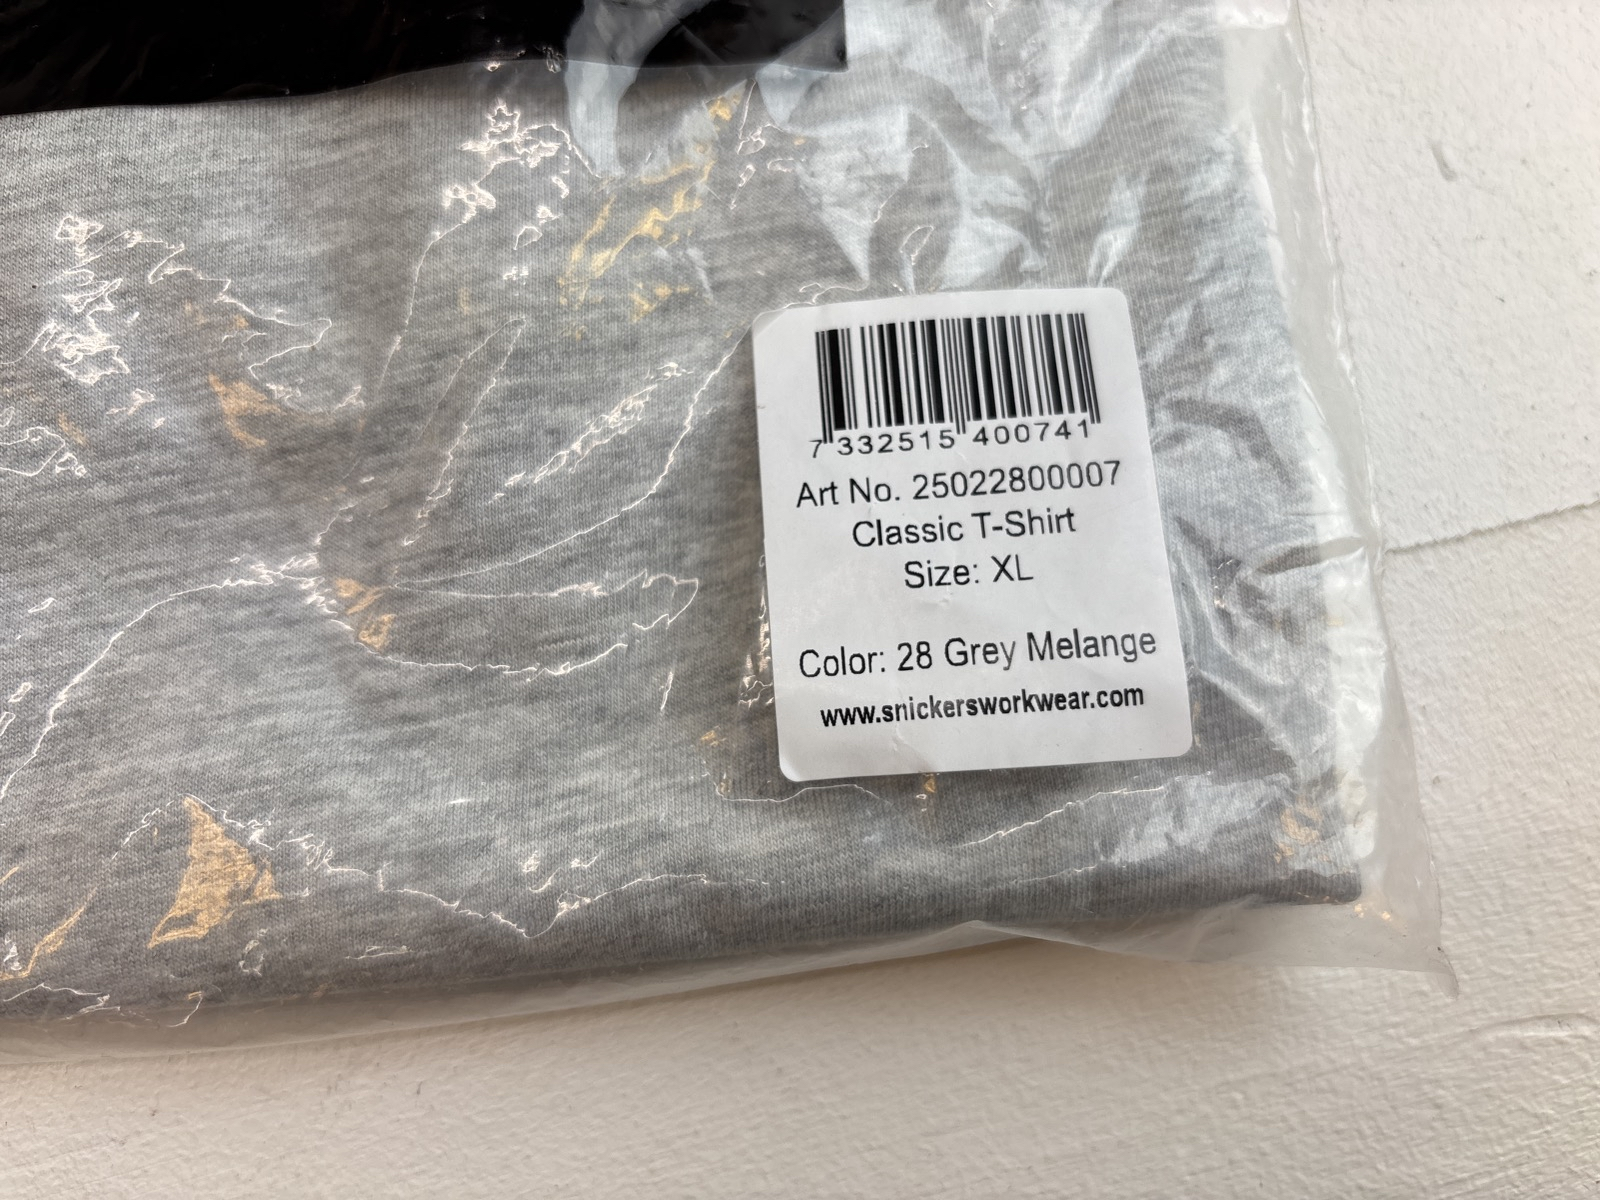 7 332515 400741
Art No. 25022800007
Classic T-Shirt
Size: XL
Color: 28 Grey Melange
www.snickersworkwear.com